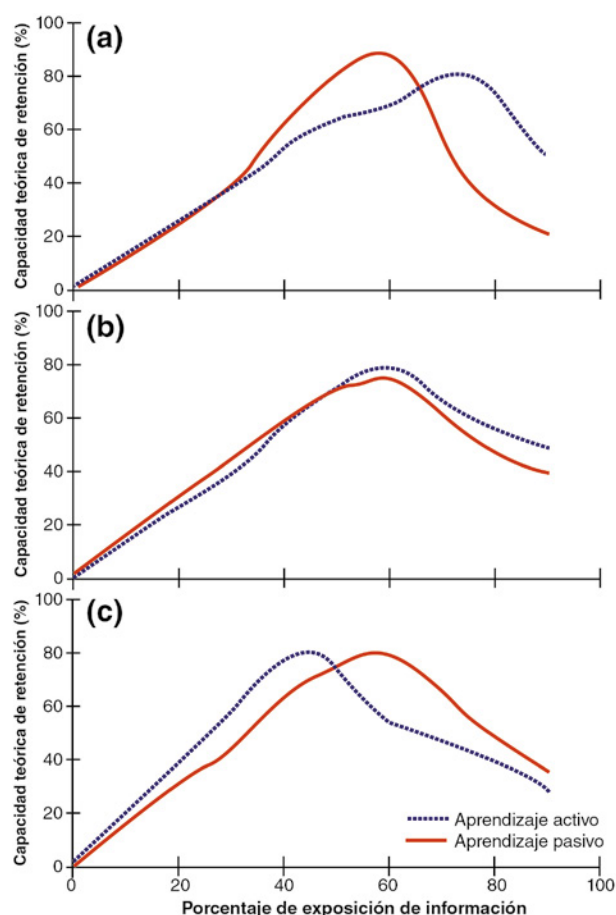 (a)
Capacidad teórica de retención (%)
100
80
60
40
20
0
(b)
Capacidad teórica de retención (%)
80
60
40
20
0
(c)
Capacidad teórica de retención (%)
100
80
60
40
20
0
Aprendizaje activo
Aprendizaje pasivo
0 20 40 60 80 100
Porcentaje de exposición de información